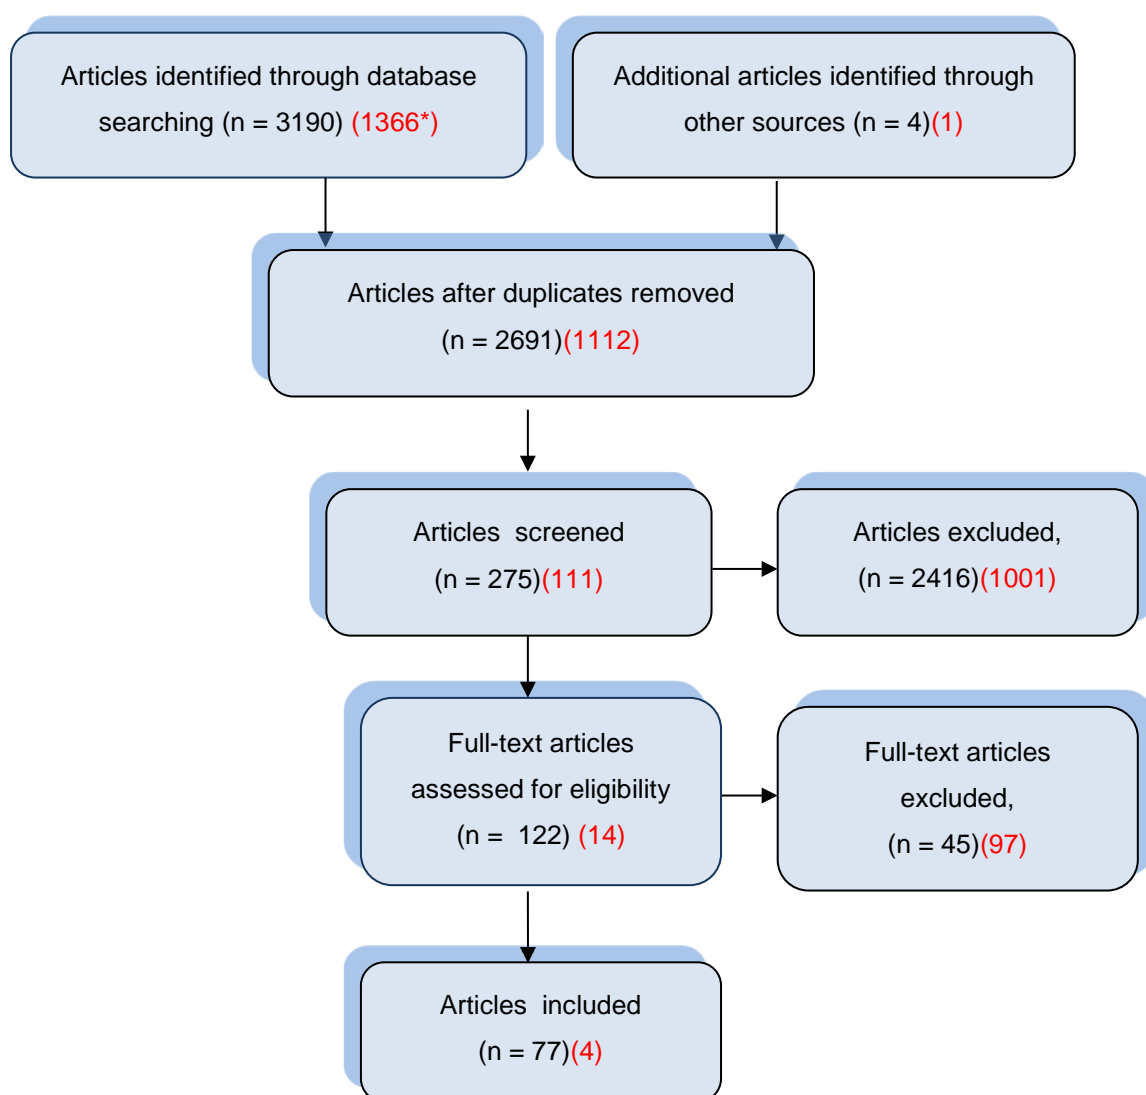 Articles identified through database
searching (n = 3190) (1366*)
Additional articles identified through
other sources (n = 4)(1)
Articles after duplicates removed
(n = 2691)(1112)
Articles  screened
(n = 275)(111)
Articles excluded,
(n = 2416)(1001)
Full-text articles
assessed for eligibility
(n =  122) (14)
Full-text articles
excluded,
(n = 45)(97)
Articles  included
(n = 77)(4)